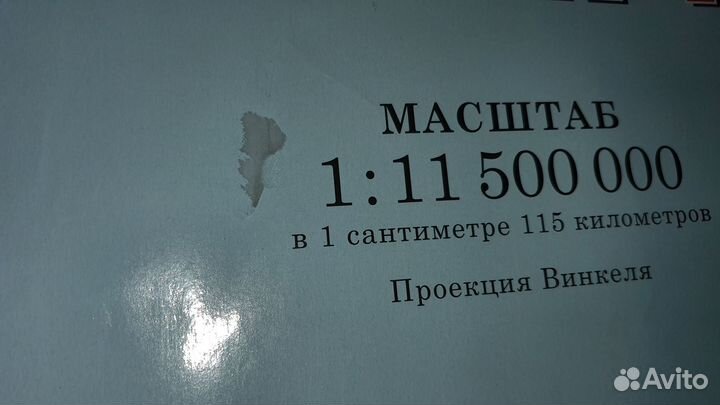 МАСШТАБ
1:11 500 000
в 1 сантиметре 115 километров
Проекция Винкеля
Avito